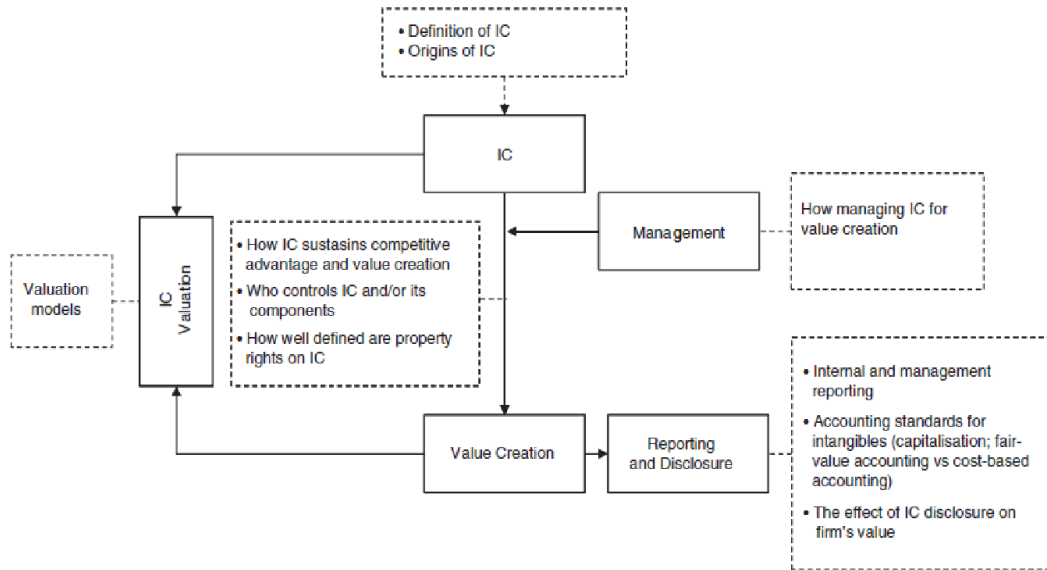 • Definition of IC
• Origins of IC
IC
Management
How managing IC for
value creation
• How IC sustasins competitive
advantage and value creation
• Who controls IC and/or its
components
• How well defined are property
rights on IC
Valuation
models
IC
Valuation
Value Creation
Reporting
and Disclosure
• Internal and management
reporting
• Accounting standards for
intangibles (capitalisation; fair-
value accounting vs cost-based
accounting)
• The effect of IC disclosure on
firm's value